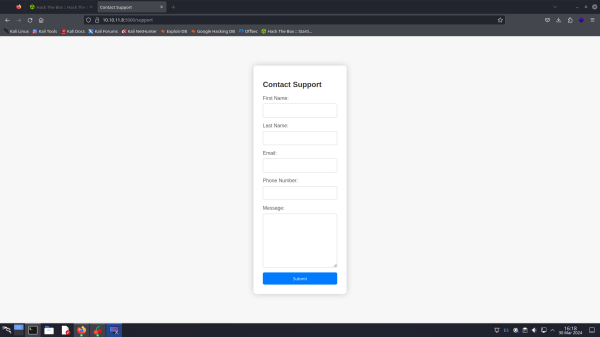 Hack The Box :: Hack The
Contact Support
10.10.11.8:5000/support
Kali Linux
Kali Tools
Kali Docs
Kali Forums
Kali NetHunter
Exploit-DB
Google Hacking DB
OffSec
Hack The Box :: Starti...
Contact Support
First Name:
Last Name:
Email:
Phone Number:
Message:
Submit
16:18
30 Mar 2024